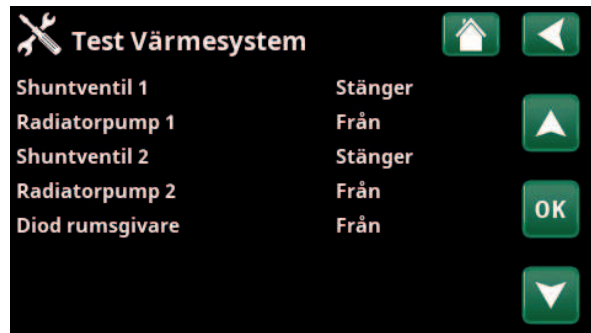 Test Värmesystem
Shuntventil 1 Stänger
Radiatorpump 1 Från
Shuntventil 2 Stänger
Radiatorpump 2 Från
OK
Diod rumsgivare Från